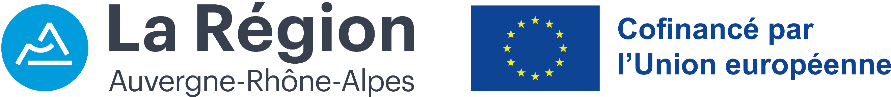 La Région
Auvergne-Rhône-Alpes
Cofinancé par
l'Union européenne